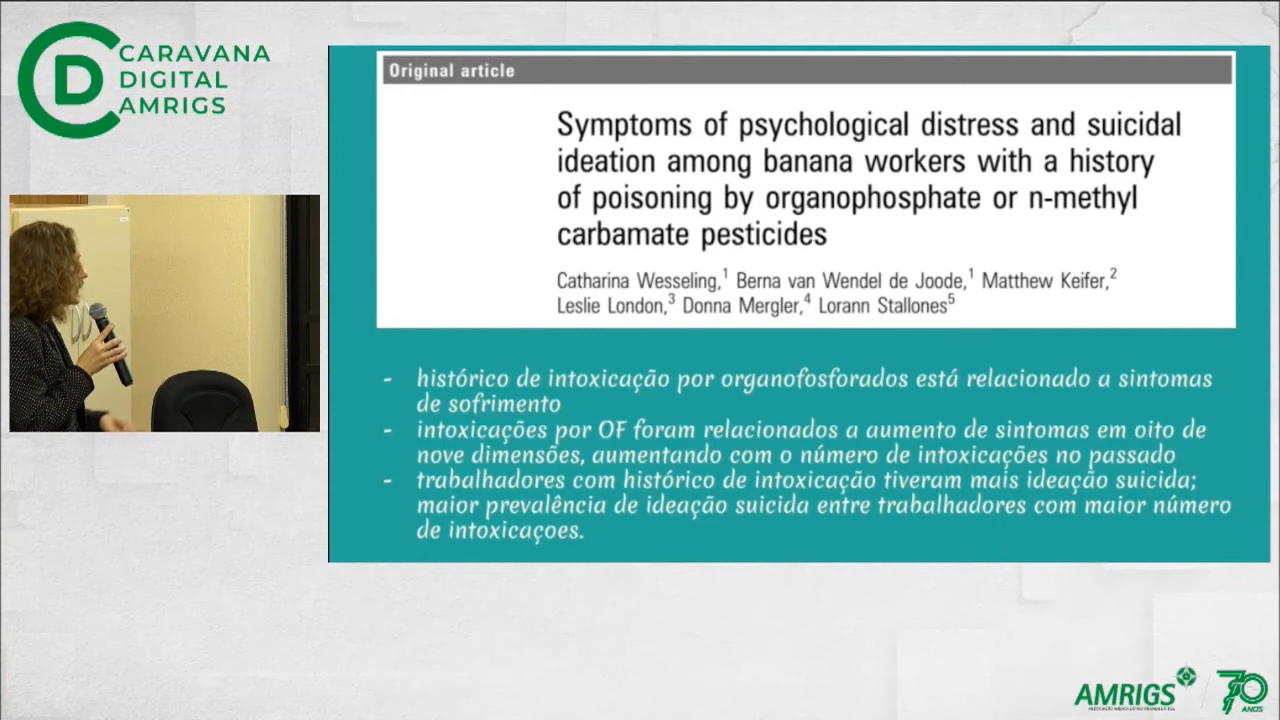 CARAVANA
DIGITAL
AMRIGS
Original article
Symptoms of psychological distress and suicidal
ideation among banana workers with a history
of poisoning by organophosphate or n-methyl
carbamate pesticides
Catharina Wesseling,1 Berna van Wendel de Joode,1 Matthew Keifer,2
Leslie London,3 Donna Mergler,4 Lorann Stallones5
- histórico de intoxicação por organofosforados está relacionado a sintomas
de sofrimento
- intoxicações por OF foram relacionados a aumento de sintomas em oito de
nove dimensões, aumentando com o número de intoxicações no passado
- trabalhadores com histórico de intoxicação tiveram mais ideação suicida;
maior prevalência de ideação suicida entre trabalhadores com maior número
de intoxicaçoes.
AMRIGS
70
ANOS